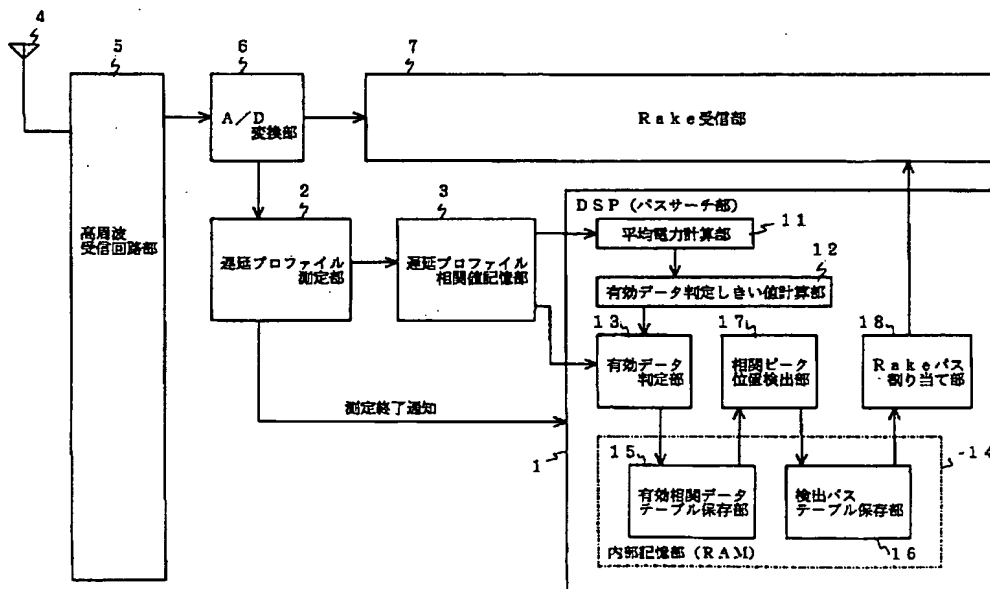 4
5
6
7
A/D
変換部
Rake受信部
高周波
受信回路部
2
3
遅延プロファイル
測定部
遅延プロファイル
相関値記憶部
DSP(パスサーチ部)
平均電力計算部
11
12
有効データ判定しきい値計算部
13
17
18
有効データ
判定部
相関ピーク
位置検出部
Rakeパス
割り当て部
測定終了通知
1
14
15
有効相関データ
テーブル保存部
検出パス
テーブル保存部
内部記憶部(RAM)
16